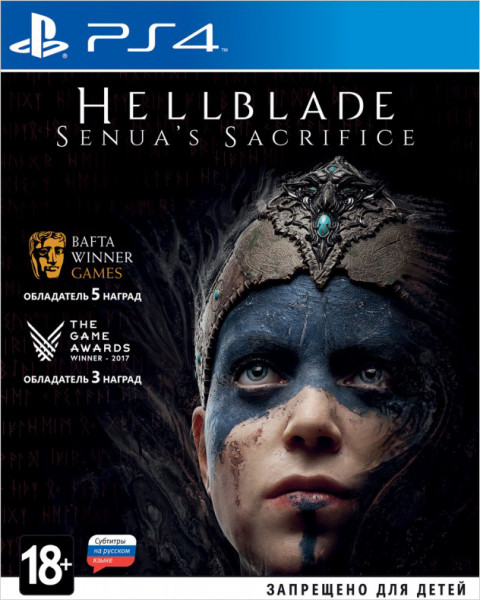 PS4
HELLBLADE
SENUA'S SACRIFICE
BAFTA
WINNER
GAMES
ОБЛАДАТЕЛЬ 5 НАГРАД
THE
GAME
AWARDS
WINNER - 2017
ОБЛАДАТЕЛЬ 3 НАГРАД
18+
Субтитры
на русском
языке
ЗАПРЕЩЕНО ДЛЯ ДЕТЕЙ